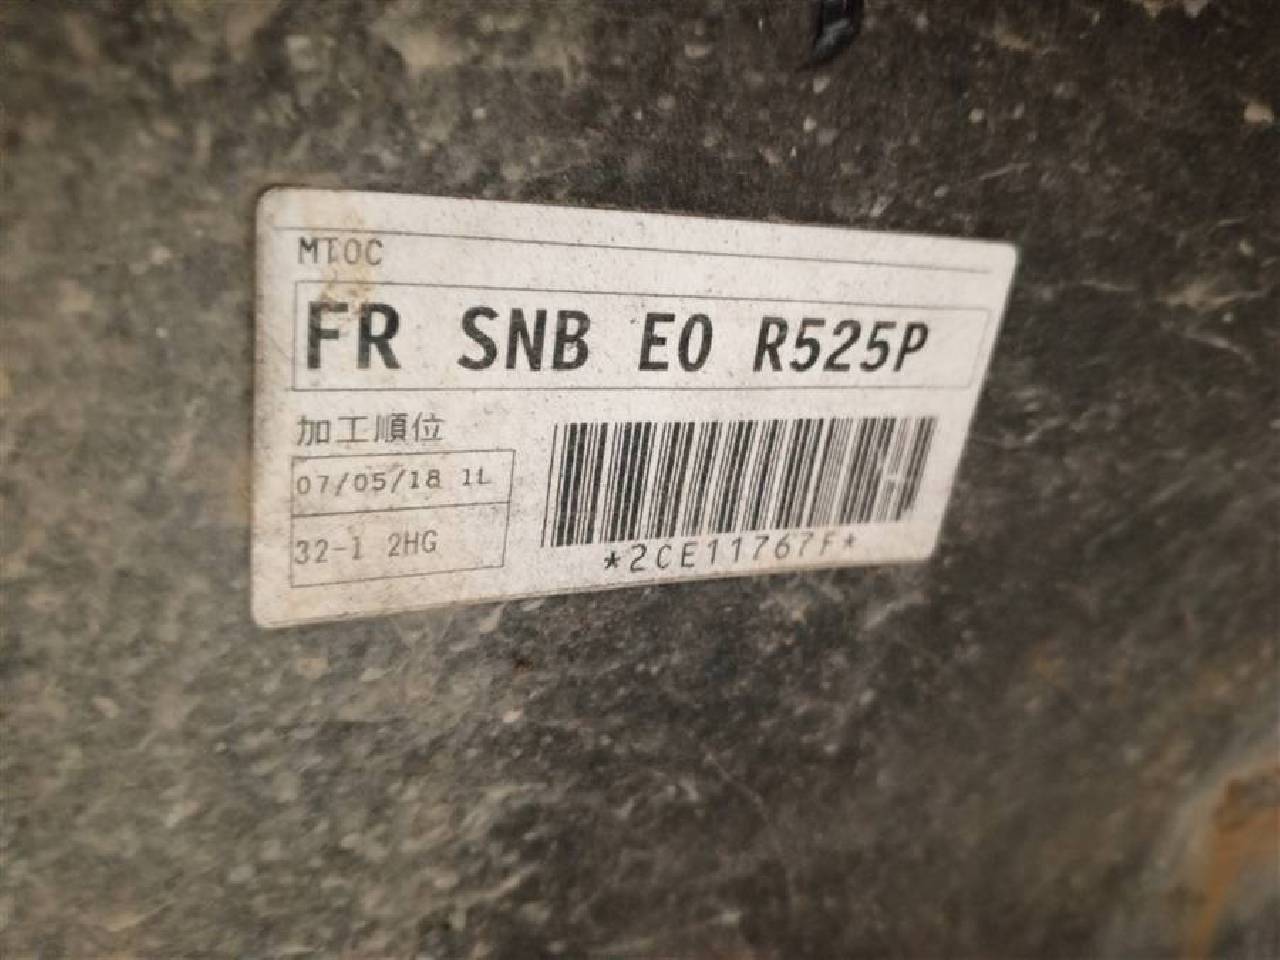 MTOC
FR SNB E0 R525P
加工順位
07/05/18 1L
32-1 2HG
*2CE11767F*